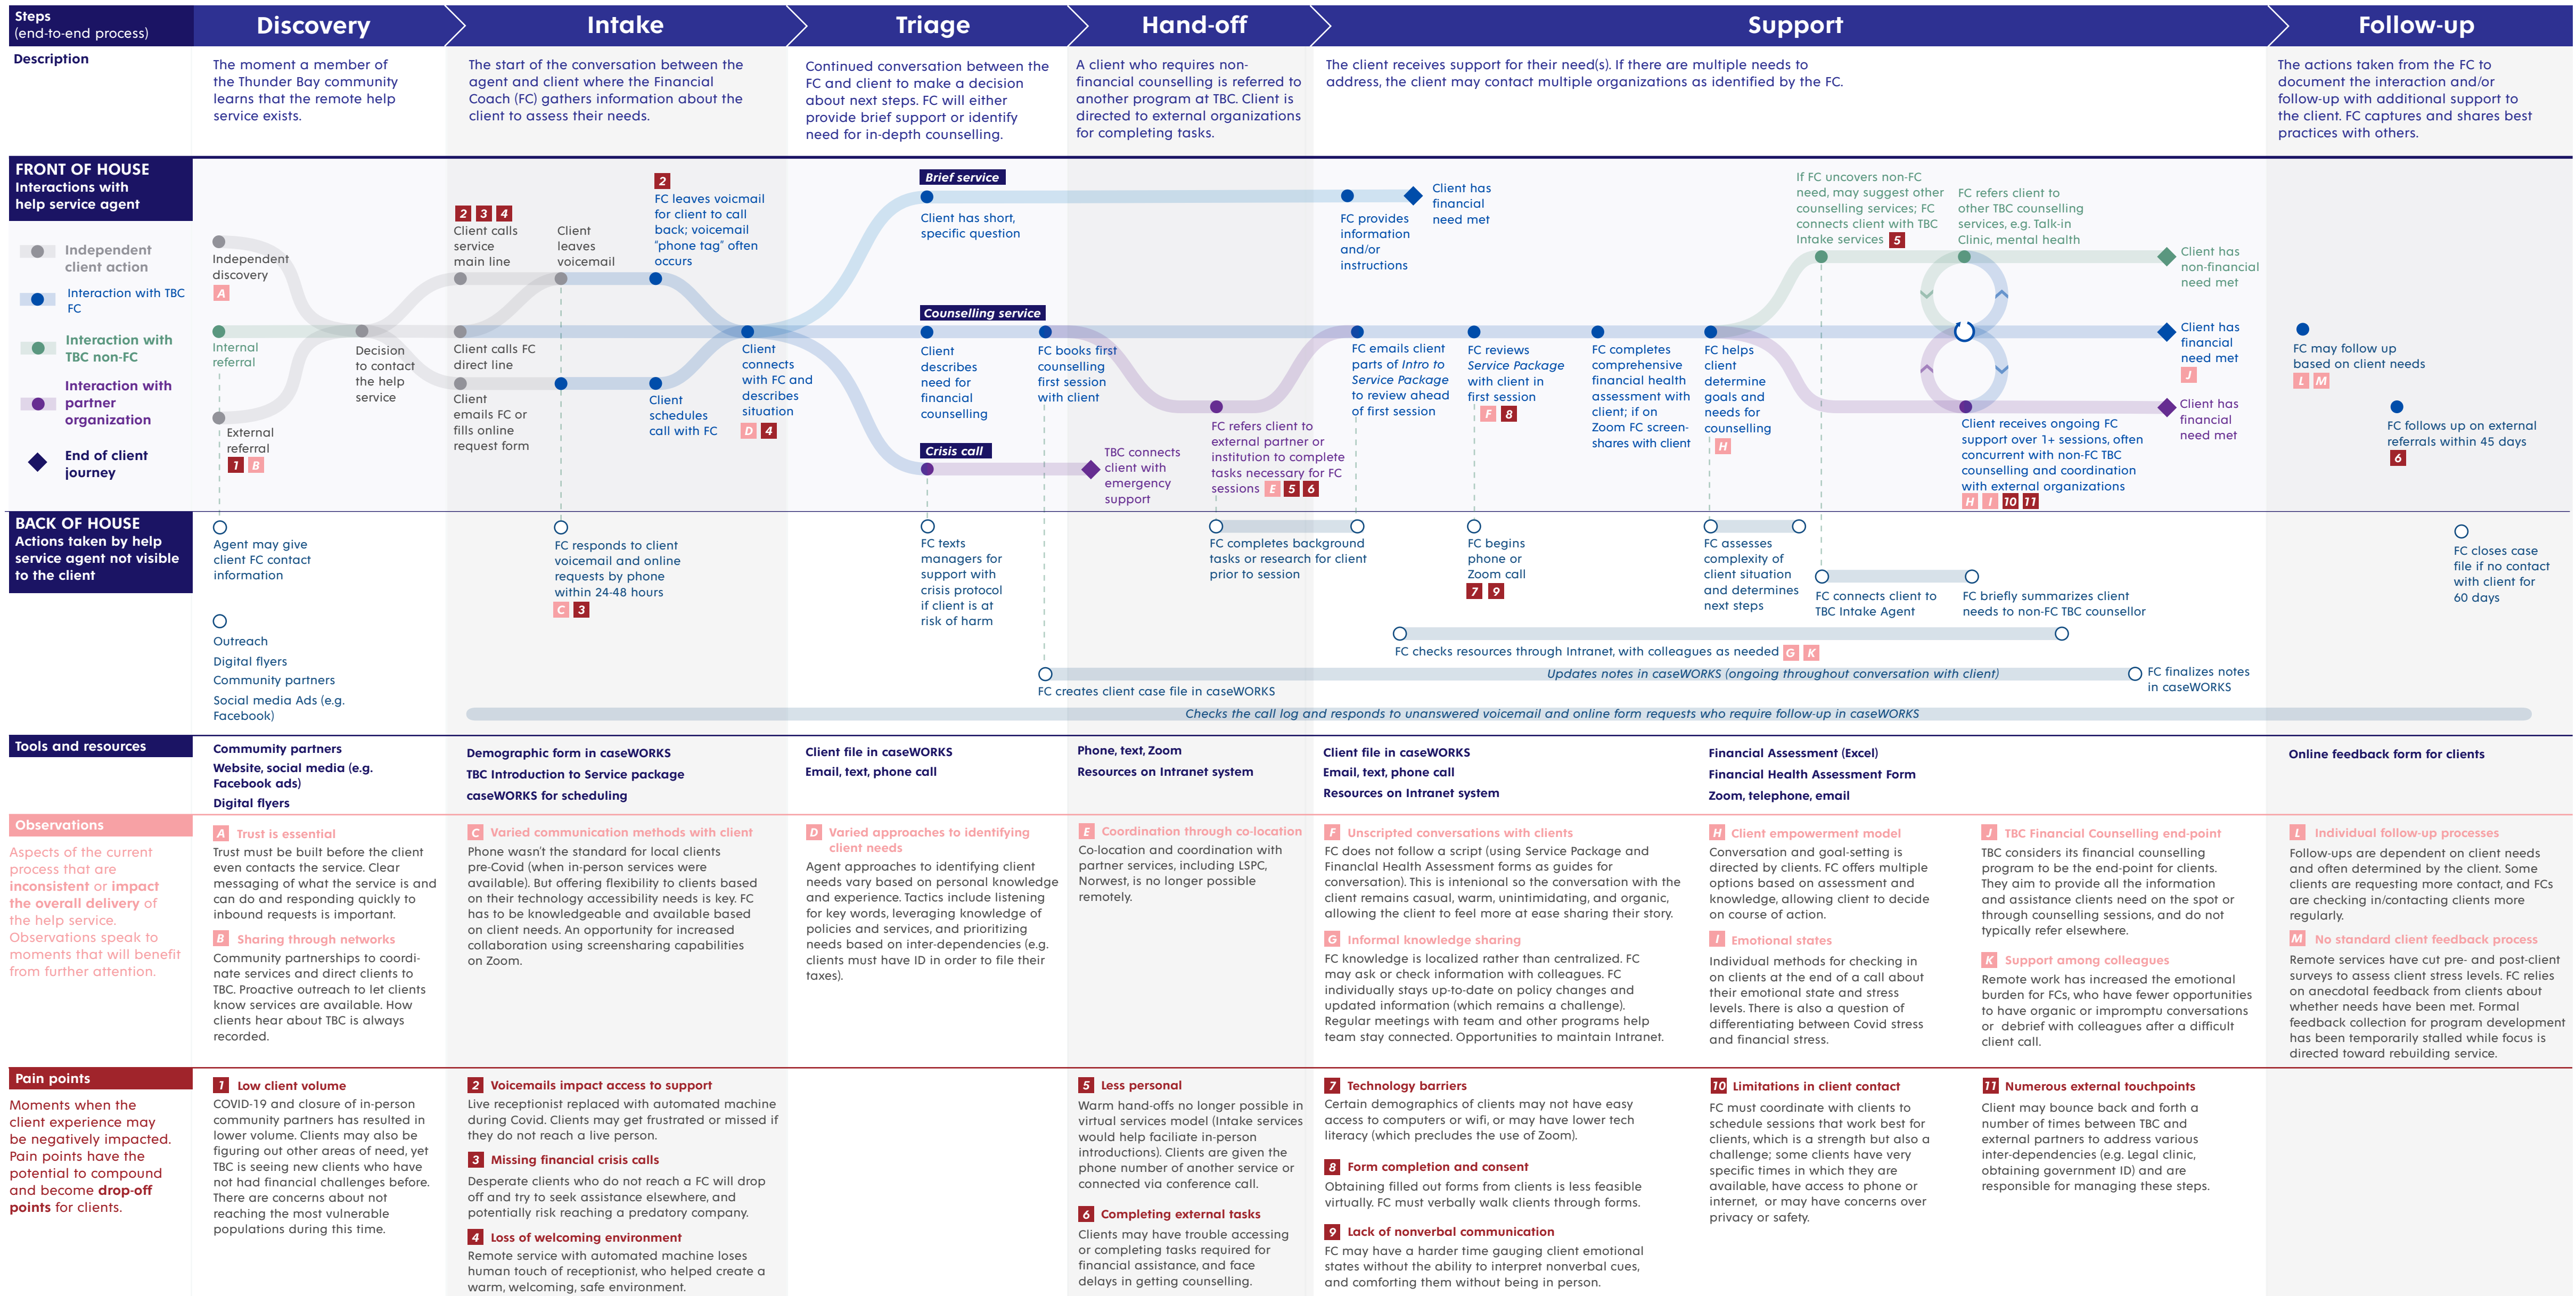 Steps
(end-to-end process)
Discovery
Intake
Triage
Hand-off
Support
Follow-up
Description
The moment a member of
the Thunder Bay community
learns that the remote help
service exists.
The start of the conversation between the
agent and client where the Financial
Coach (FC) gathers information about the
client to assess their needs.
Continued conversation between the
FC and client to make a decision
about next steps. FC will either
provide brief support or identify
need for in-depth counselling.
A client who requires non-
financial counselling is referred to
another program at TBC. Client is
directed to external organizations
for completing tasks.
The client receives support for their need(s). If there are multiple needs to
address, the client may contact multiple organizations as identified by the FC.
The actions taken from the FC to
document the interaction and/or
follow-up with additional support to
the client. FC captures and shares best
practices with others.
FRONT OF HOUSE
Interactions with
help service agent
Independent
client action
Interaction with TBC
FC
Interaction with
TBC non-FC
Interaction with
partner
organization
End of client
journey
Independent
discovery
A
Internal
referral
External
referral
1 B
Decision
to contact
the help
service
2 3 4
Client calls
service
main line
Client
leaves
voicemail
2
FC leaves voicmail
for client to call
back; voicemail
"phone tag" often
occurs
Client calls FC
direct line
Client
emails FC or
fills online
request form
Client
schedules
call with FC
Client
connects
with FC and
describes
situation
D 4
Brief service
Client has short,
specific question
Counselling service
Client
describes
need for
financial
counselling
FC books first
counselling
first session
with client
Crisis call
TBC connects
client with
emergency
support
FC refers client to
external partner or
institution to complete
tasks necessary for FC
sessions E 5 6
FC provides
information
and/or
instructions
Client has
financial
need met
FC emails client
parts of Intro to
Service Package
to review ahead
of first session
FC reviews
Service Package
with client in
first session
F 8
FC completes
comprehensive
financial health
assessment with
client; if on
Zoom FC screen-
shares with client
FC helps
client
determine
goals and
needs for
counselling
H
If FC uncovers non-FC
need, may suggest other
counselling services; FC
connects client with TBC
Intake services 5
FC refers client to
other TBC counselling
services, e.g. Talk-in
Clinic, mental health
Client has
non-financial
need met
Client has
financial
need met
J
Client has
financial
need met
Client receives ongoing FC
support over 1+ sessions, often
concurrent with non-FC TBC
counselling and coordination
with external organizations
H I 10 11
FC may follow up
based on client needs
L M
FC follows up on external
referrals within 45 days
6
BACK OF HOUSE
Actions taken by help
service agent not visible
to the client
Agent may give
client FC contact
information
Outreach
Digital flyers
Community partners
Social media Ads (e.g.
Facebook)
FC responds to client
voicemail and online
requests by phone
within 24-48 hours
C 3
FC texts
managers for
support with
crisis protocol
if client is at
risk of harm
FC completes background
tasks or research for client
prior to session
FC begins
phone or
Zoom call
7 9
FC assesses
complexity of
client situation
and determines
next steps
FC connects client to
TBC Intake Agent
FC briefly summarizes client
needs to non-FC TBC counsellor
FC closes case
file if no contact
with client for
60 days
FC checks resources through Intranet, with colleagues as needed G K
Updates notes in caseWORKS (ongoing throughout conversation with client)
FC creates client case file in caseWORKS
FC finalizes notes
in caseWORKS
Checks the call log and responds to unanswered voicemail and online form requests who require follow-up in caseWORKS
Tools and resources
Commumity partners
Website, social media (e.g.
Facebook ads)
Digital flyers
Demographic form in caseWORKS
TBC Introduction to Service package
caseWORKS for scheduling
Client file in caseWORKS
Email, text, phone call
Phone, text, Zoom
Resources on Intranet system
Client file in caseWORKS
Email, text, phone call
Resources on Intranet system
Financial Assessment (Excel)
Financial Health Assessment Form
Zoom, telephone, email
Online feedback form for clients
Observations
Aspects of the current
process that are
inconsistent or impact
the overall delivery of
the help service.
Observations speak to
moments that will benefit
from further attention.
A Trust is essential
Trust must be built before the client
even contacts the service. Clear
messaging of what the service is and
can do and responding quickly to
inbound requests is important.
B Sharing through networks
Community partnerships to coordi-
nate services and direct clients to
TBC. Proactive outreach to let clients
know services are available. How
clients hear about TBC is always
recorded.
C Varied communication methods with client
Phone wasn't the standard for local clients
pre-Covid (when in-person services were
available). But offering flexibility to clients based
on their technology accessibility needs is key. FC
has to be knowledgeable and available based
on client needs. An opportunity for increased
collaboration using screensharing capabilities
on Zoom.
D Varied approaches to identifying
client needs
Agent approaches to identifying client
needs vary based on personal knowledge
and experience. Tactics include listening
for key words, leveraging knowledge of
policies and services, and prioritizing
needs based on inter-dependencies (e.g.
clients must have ID in order to file their
taxes).
E Coordination through co-location
Co-location and coordination with
partner services, including LSPC,
Norwest, is no longer possible
remotely.
F Unscripted conversations with clients
FC does not follow a script (using Service Package and
Financlal Health Assessment forms as guides for
conversation). This is intenional so the conversation with the
client remains casual, warm, unintimidating, and organic,
allowing the client to feel more at ease sharing their story.
G Informal knowledge sharing
FC knowledge is localized rather than centralized. FC
may ask or check information with colleagues. FC
individually stays up-to-date on policy changes and
updated information (which remains a challenge).
Regular meetings with team and other programs help
team stay connected. Opportunities to maintain Intranet.
H Client empowerment model
Conversation and goal-setting is
directed by clients. FC offers multiple
options based on assessment and
knowledge, allowing client to decide
on course of action.
I Emotional states
Individual methods for checking in
on clients at the end of a call about
their emotional state and stress
levels. There is also a question of
differentiating between Covid stress
and financial stress.
J TBC Financial Counselling end-point
TBC considers its financial counselling
program to be the end-point for clients.
They aim to provide all the information
and assistance clients need on the spot or
through counselling sessions, and do not
typically refer elsewhere.
K Support among colleagues
Remote work has increased the emotional
burden for FCs, who have fewer opportunities
to have organic or impromptu conversations
or debrief with colleagues after a difficult
client call.
L Individual follow-up processes
Follow-ups are dependent on client needs
and often determined by the client. Some
clients are requesting more contact, and FCs
are checking in/contacting clients more
regularly.
M No standard client feedback process
Remote services have cut pre- and post-client
surveys to assess client stress levels. FC relies
on anecdotal feedback from clients about
whether needs have been met. Formal
feedback collection for program development
has been temporarily stalled while focus is
directed toward rebuilding service.
Pain points
Moments when the
client experience may
be negatively impacted.
Pain points have the
potential to compound
and become drop-off
points for clients.
1 Low client volume
COVID-19 and closure of in-person
community partners has resulted in
lower volume. Clients may also be
figuring out other areas of need, yet
TBC is seeing new clients who have
not had financial challenges before.
There are concerns about not
reaching the most vulnerable
populations during this time.
2 Voicemails impact access to support
Live receptionist replaced with automated machine
during Covid. Clients may get frustrated or missed if
they do not reach a live person.
3 Missing financial crisis calls
Desperate clients who do not reach a FC will drop
off and try to seek assistance elsewhere, and
potentially risk reaching a predatory company.
4 Loss of welcoming environment
Remote service with automated machine loses
human touch of receptionist, who helped create a
warm, welcoming, safe environment.
5 Less personal
Warm hand-offs no longer possible in
virtual services model (Intake services
would help faciliate in-person
introductions). Clients are given the
phone number of another service or
connected via conference call.
6 Completing external tasks
Clients may have trouble accessing
or completing tasks required for
financial assistance, and face
delays in getting counselling.
7 Technology barriers
Certain demographics of clients may not have easy
access to computers or wifi, or may have lower tech
literacy (which precludes the use of Zoom).
8 Form completion and consent
Obtaining filled out forms from clients is less feasible
virtually. FC must verbally walk clients through forms.
9 Lack of nonverbal communication
FC may have a harder time gauging client emotional
states without the ability to interpret nonverbal cues,
and comforting them without being in person.
10 Limitations in client contact
FC must coordinate with clients to
schedule sessions that work best for
clients, which is a strength but also a
challenge; some clients have very
specific times in which they are
available, have access to phone or
internet, or may have concerns over
privacy or safety.
11 Numerous external touchpoints
Client may bounce back and forth a
number of times between TBC and
external partners to address various
inter-dependencies (e.g. Legal clinic,
obtaining government ID) and are
responsible for managing these steps.